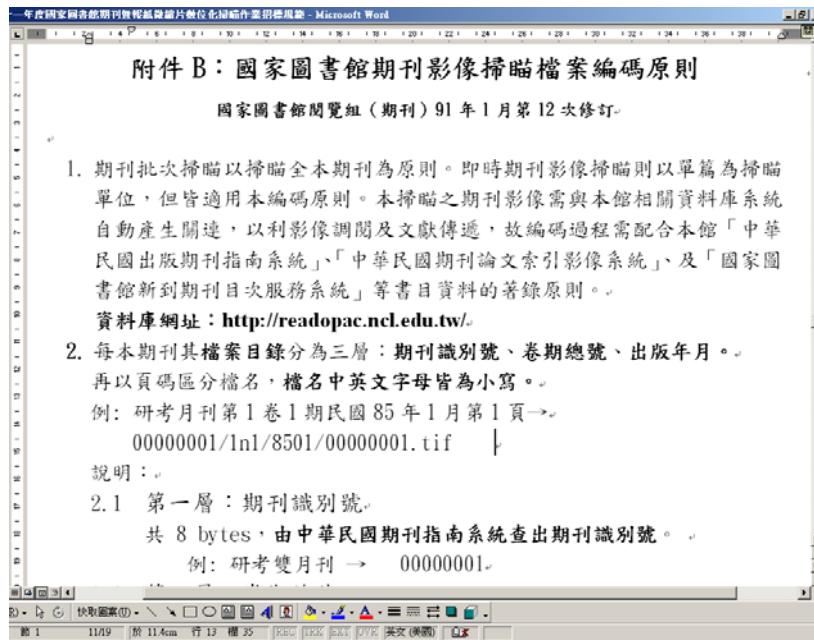 年度國家圖書館期刊暨報紙微縮片數位化掃瞄作業招標規範 - Microsoft Word
附件 B：國家圖書館期刊影像掃瞄檔案編碼原則
國家圖書館閱覽組（期刊）91 年 1 月第 12 次修訂
1. 期刊批次掃瞄以掃瞄全本期刊為原則。即時期刊影像掃瞄則以單篇為掃瞄
單位，但皆適用本編碼原則。本掃瞄之期刊影像需與本館相關資料庫系統
自動產生關連，以利影像調閱及文獻傳遞，故編碼過程需配合本館「中華
民國出版期刊指南系統」、「中華民國期刊論文索引影像系統」、及「國家圖
書館新到期刊目次服務系統」等書目資料的著錄原則。
資料庫網址：http://readopac.ncl.edu.tw/
2. 每本期刊其檔案目錄分為三層：期刊識別號、卷期總號、出版年月。
再以頁碼區分檔名，檔名中英文字母皆為小寫。
例: 研考月刊第 1 卷 1 期民國 85 年 1 月第 1 頁→
00000001/1n1/8501/00000001.tif
說明：
2.1 第一層：期刊識別號
共 8 bytes，由中華民國期刊指南系統查出期刊識別號。
例: 研考雙月刊 → 00000001
快取圖案(U)
節 1 11/19 於 11.4cm 行 13 欄 35 REC TRK EXT OVR 英文 (美國)